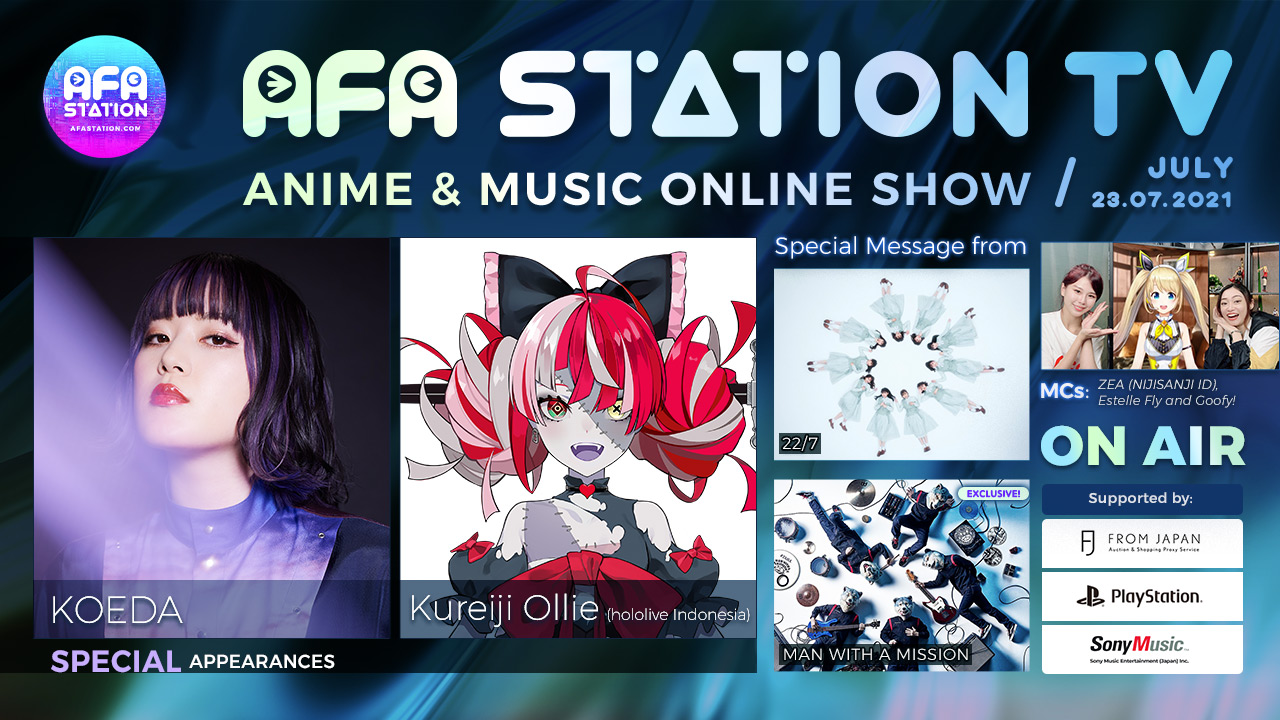 AFA
STATION
AFASTATION.COM
AFA STATION TV
ANIME & MUSIC ONLINE SHOW /
JULY
23.07.2021
KOEDA
Kureiji Ollie (hololive Indonesia)
SPECIAL APPEARANCES
Special Message from
22/7
EXCLUSIVE!
MAN WITH A MISSION
MCs: ZEA (NIJISANJI ID),
Estelle Fly and Goofy!
ON AIR
Supported by:
FJ FROM JAPAN
Auction & Shopping Proxy Service
PlayStation®
SonyMusic
Sony Music Entertainment (Japan) Inc.